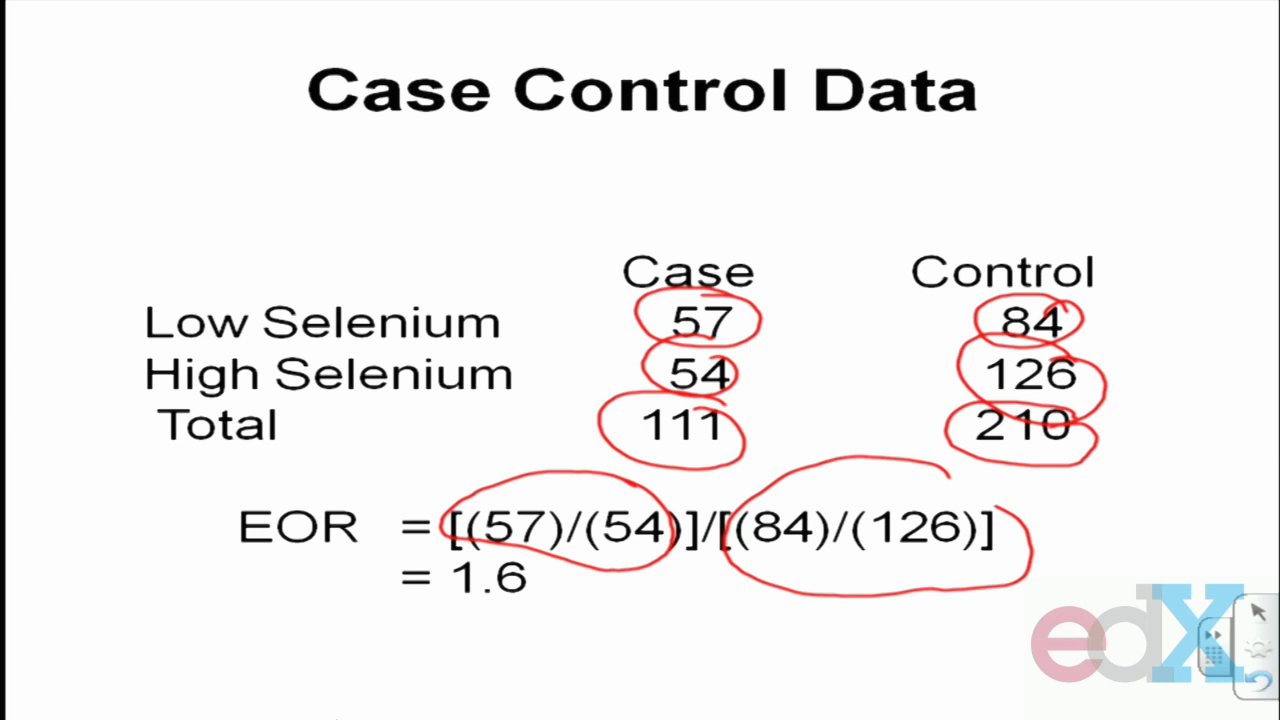 Case Control Data
Case Control
Low Selenium 57 84
High Selenium 54 126
Total 111 210
EOR = [(57)/(54)]/[(84)/(126)]
= 1.6
edX